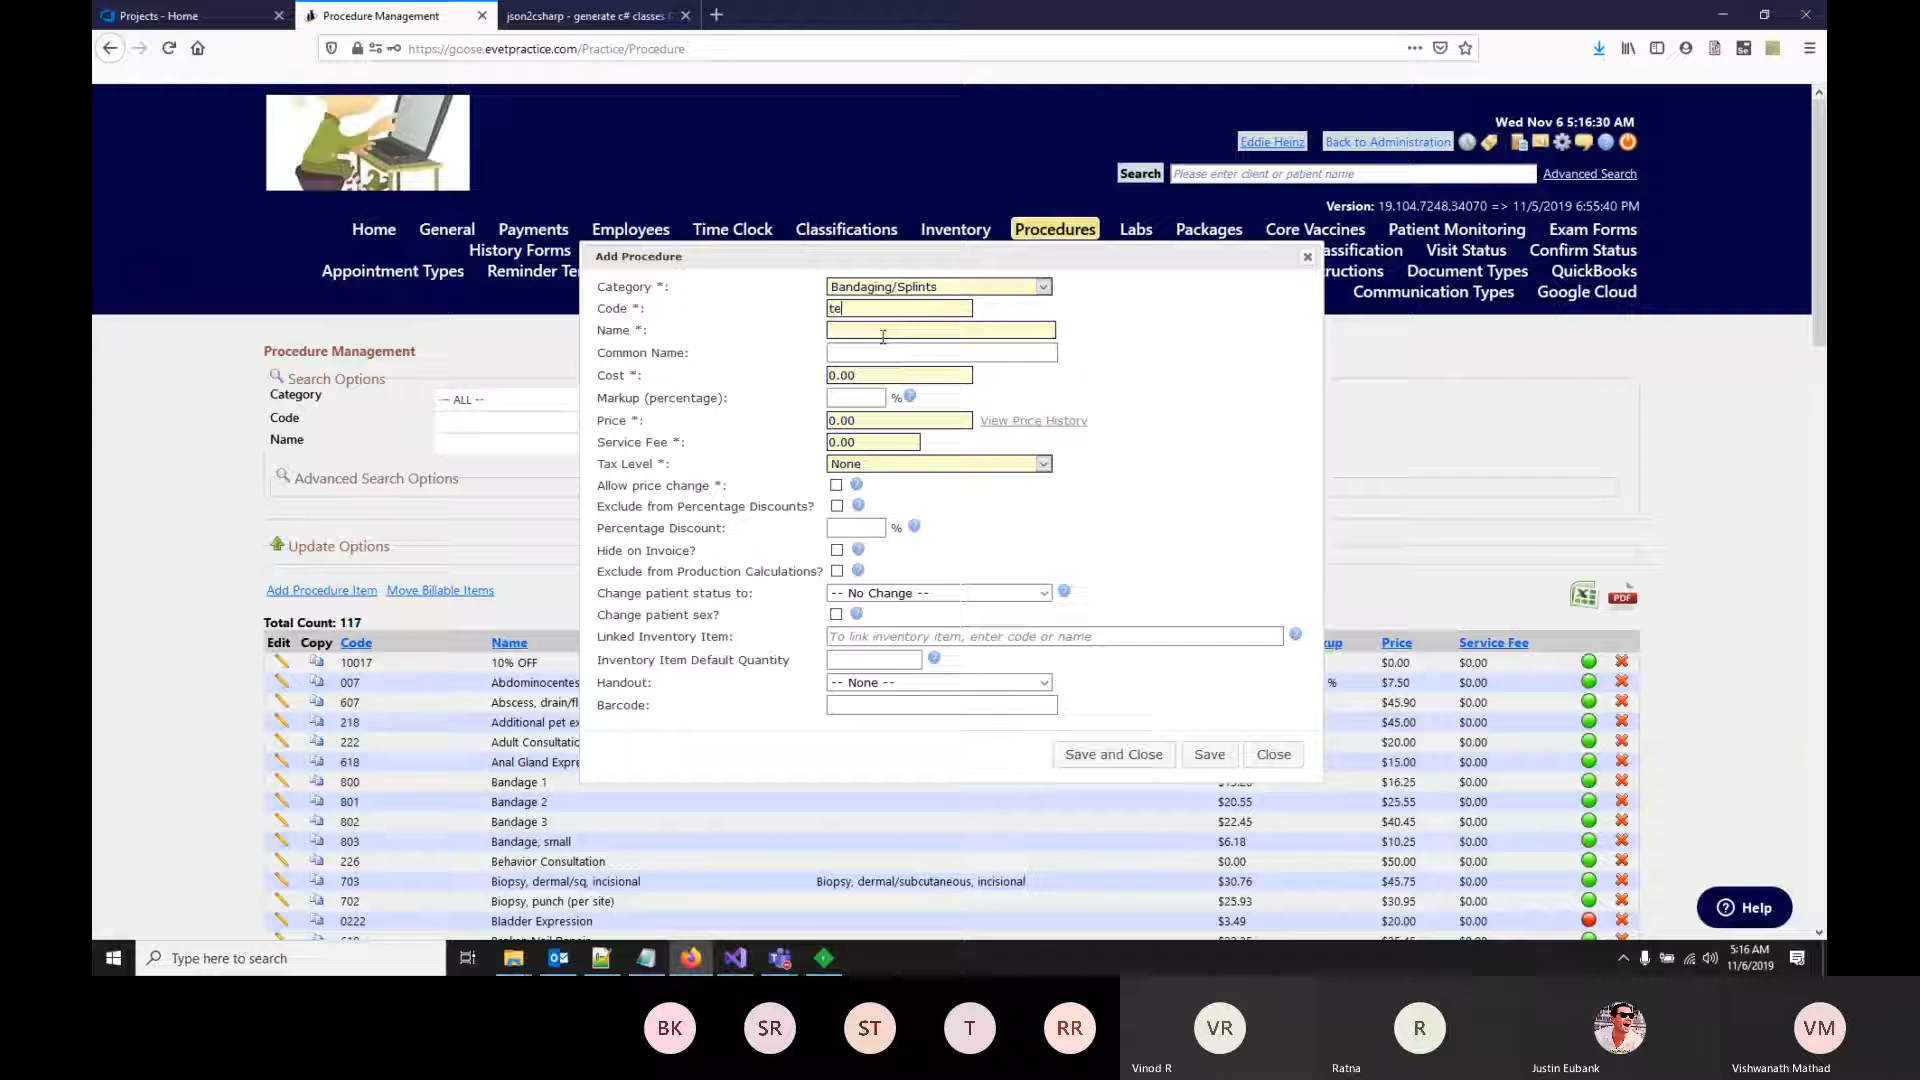 Projects - Home
Procedure Management
json2csharp - generate c# classes
https://goose.evetpractice.com/Practice/Procedure
Wed Nov 6 5:16:30 AM
Eddie Heinz
Back to Administration
Search
Please enter client or patient name
Advanced Search
Version: 19.104.7248.34070 => 11/5/2019 6:55:40 PM
Home General Payments Employees Time Clock Classifications Inventory Procedures Labs Packages Core Vaccines Patient Monitoring Exam Forms
History Forms
assification Visit Status Confirm Status
Appointment Types Reminder Te
ructions Document Types QuickBooks
Communication Types Google Cloud
Add Procedure
Category *: Bandaging/Splints
Code *: te
Name *:
Common Name:
Cost *: 0.00
Markup (percentage): %
Price *: 0.00 View Price History
Service Fee *: 0.00
Tax Level *: None
Allow price change *:
Exclude from Percentage Discounts?
Percentage Discount: %
Hide on Invoice?
Exclude from Production Calculations?
Change patient status to: -- No Change --
Change patient sex?
Linked Inventory Item: To link inventory item, enter code or name
Inventory Item Default Quantity
Handout: -- None --
Barcode:
Save and Close Save Close
Procedure Management
Search Options
Category -- ALL --
Code
Name
Advanced Search Options
Update Options
Add Procedure Item Move Billable Items
PDF
Total Count: 117
Edit Copy Code Name kup Price Service Fee
10017 10% OFF $0.00 $0.00
007 Abdominocentes % $7.50 $0.00
607 Abscess, drain/fl $45.90 $0.00
218 Additional pet ex $45.00 $0.00
222 Adult Consultatio $20.00 $0.00
618 Anal Gland Expre $15.00 $0.00
800 Bandage 1 $16.25 $0.00
801 Bandage 2 $20.55 $25.55 $0.00
802 Bandage 3 $22.45 $40.45 $0.00
803 Bandage, small $6.18 $10.25 $0.00
226 Behavior Consultation $0.00 $50.00 $0.00
703 Biopsy, dermal/sq, incisional Biopsy, dermal/subcutaneous, incisional $30.76 $45.75 $0.00
702 Biopsy, punch (per site) $25.93 $30.95 $0.00
0222 Bladder Expression $3.49 $20.00 $0.00
Help
Type here to search
5:16 AM
11/6/2019
BK SR ST T RR VR R VM
Vinod R Ratna Justin Eubank Vishwanath Mathad